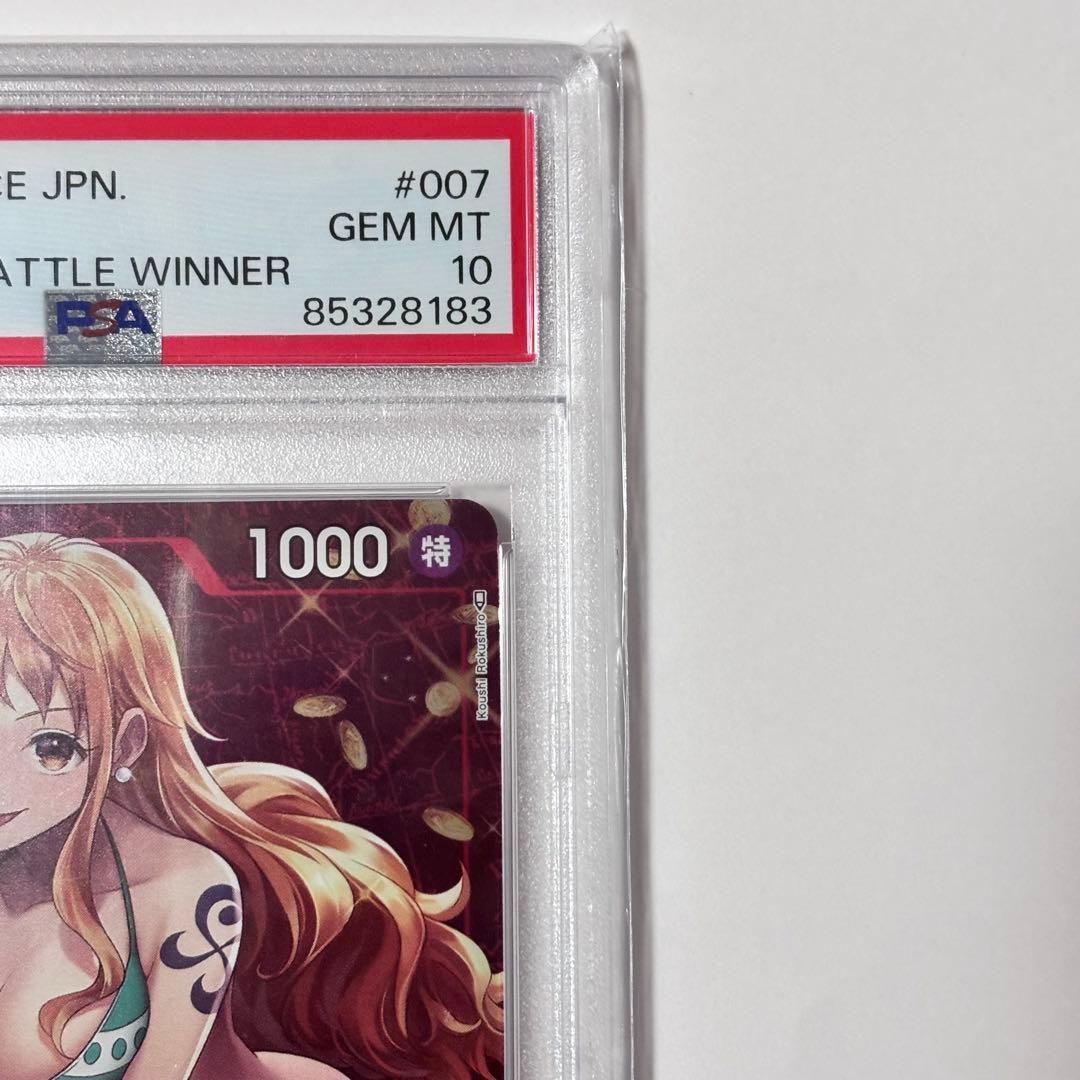 CE JPN. #007
GEM MT
ATTLE WINNER 10
PSA 85328183
1000 特
Koushi Rokushiro